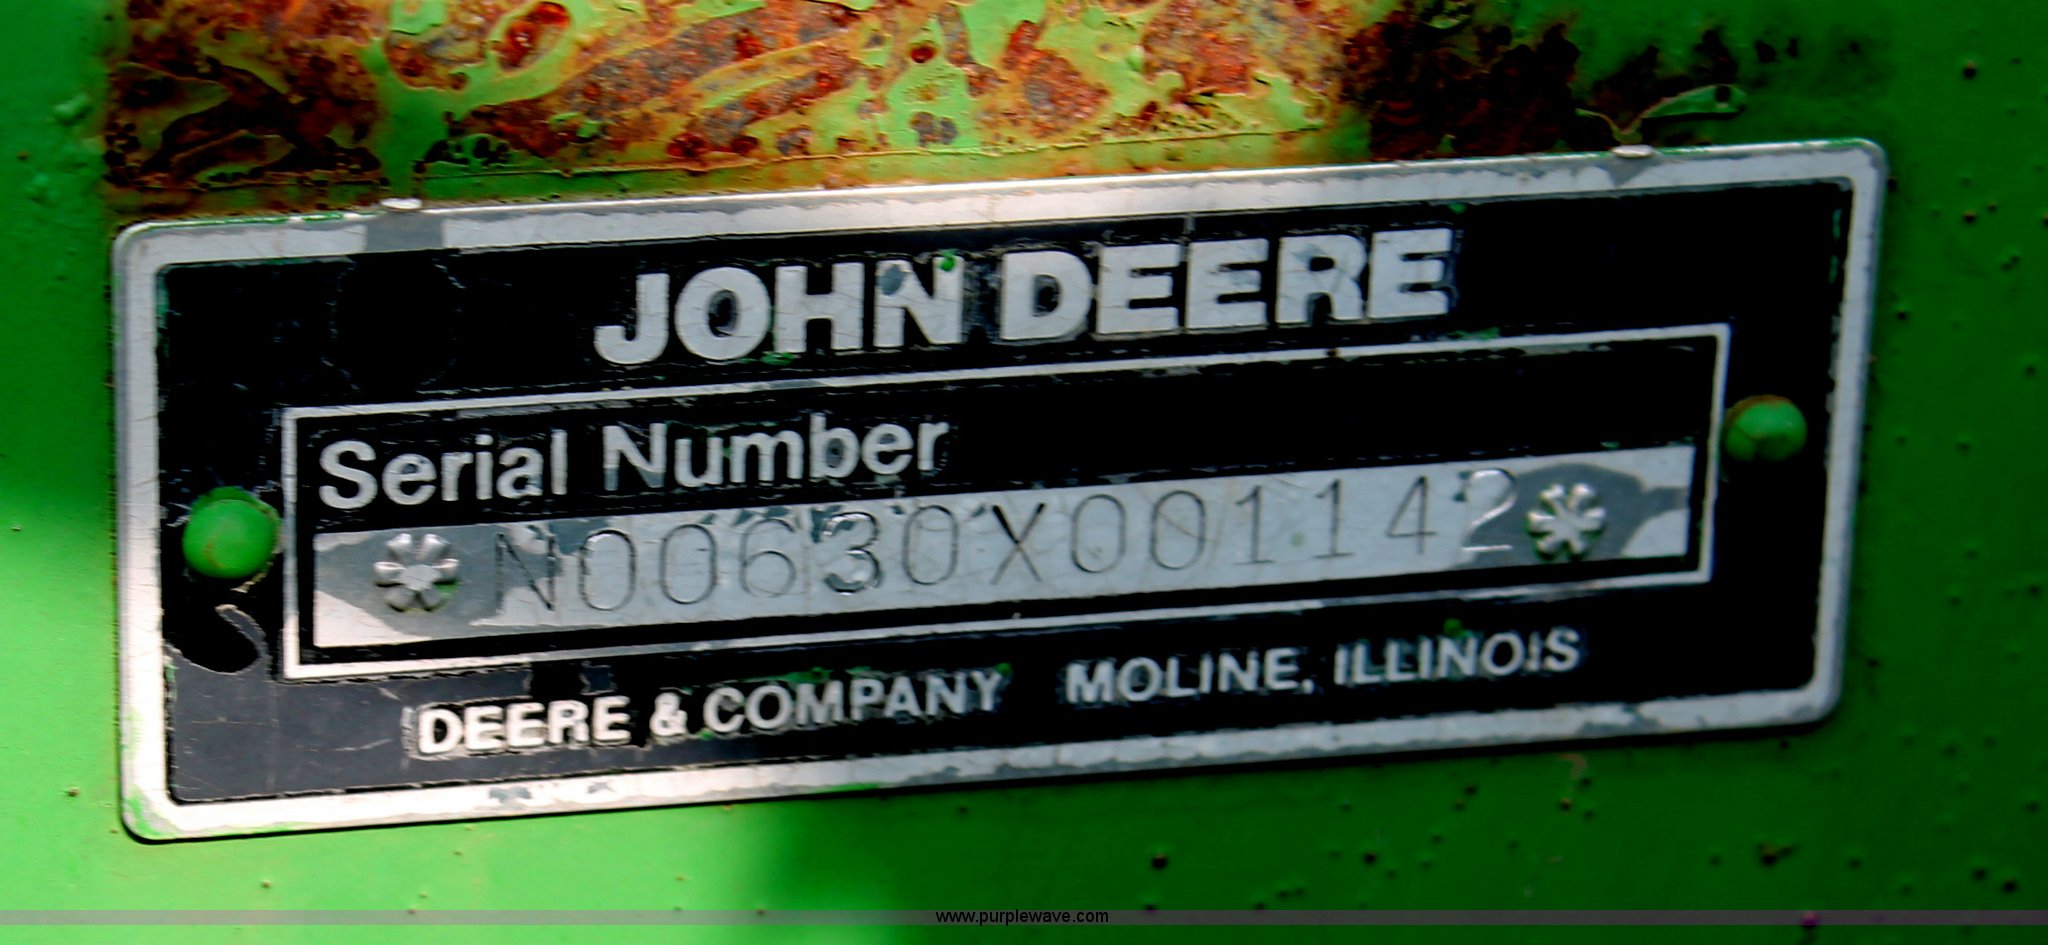 JOHN DEERE
Serial Number
*N00630X001142*
DEERE & COMPANY MOLINE, ILLINOIS
www.purplewave.com